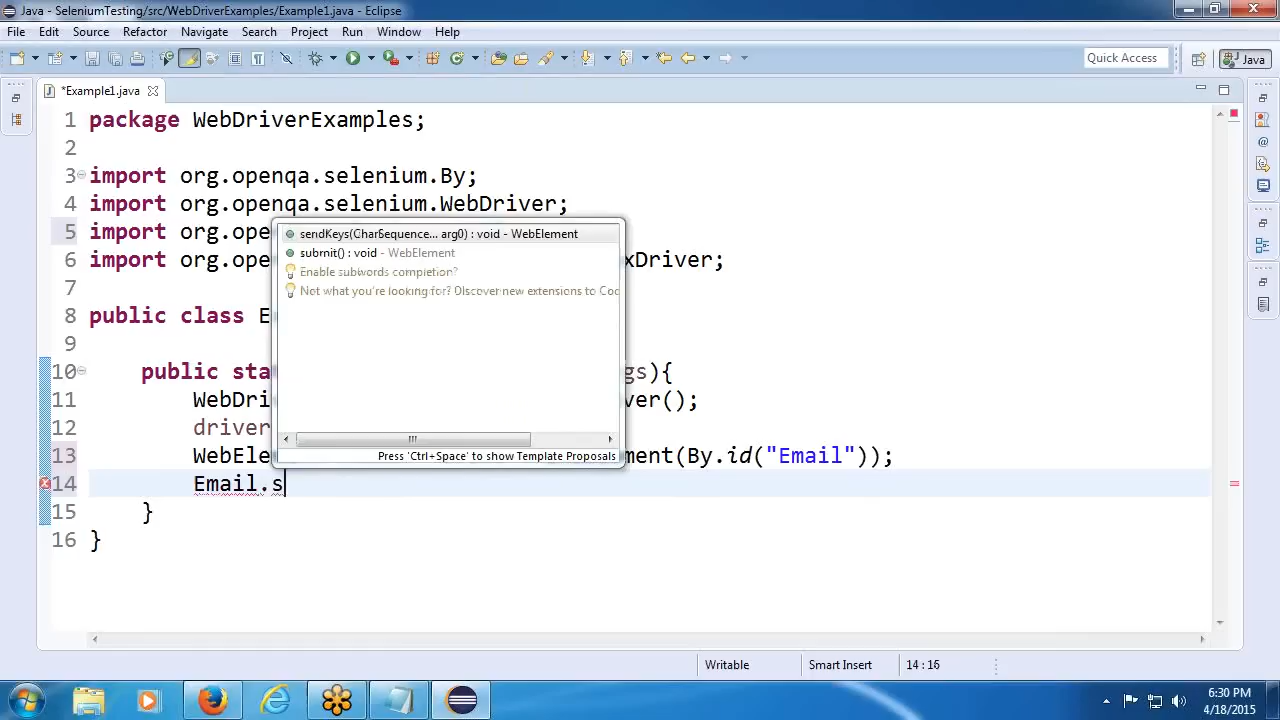 Java - SeleniumTesting/src/WebDriverExamples/Example1.java - Eclipse
File Edit Source Refactor Navigate Search Project Run Window Help
Quick Access Java
*Example1.java
1 package WebDriverExamples;
2
3 import org.openqa.selenium.By;
4 import org.openqa.selenium.WebDriver;
5 import org.ope
6 import org.ope xDriver;
7
8 public class E
9
10 public sta gs){
11 WebDri ver();
12 driver
13 WebEle ment(By.id("Email"));
14 Email.s
15 }
16 }
sendKeys(CharSequence... arg0) : void - WebElement
submit() : void - WebElement
Enable subwords completion?
Not what you're looking for? Discover new extensions to Coc
Press 'Ctrl+Space' to show Template Proposals
Writable Smart Insert 14 : 16
6:30 PM
4/18/2015